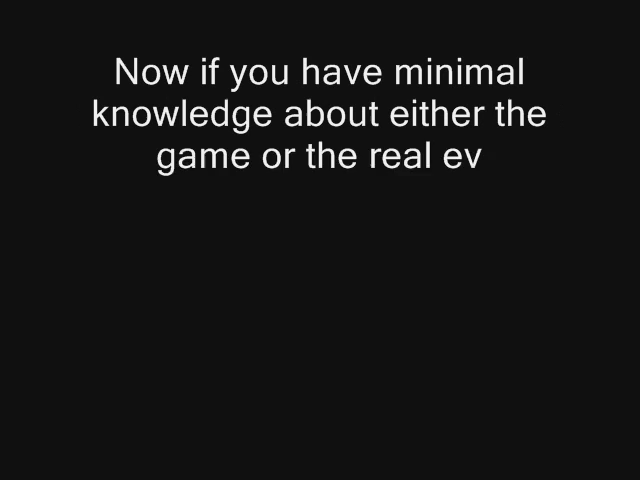 Now if you have minimal
knowledge about either the
game or the real ev